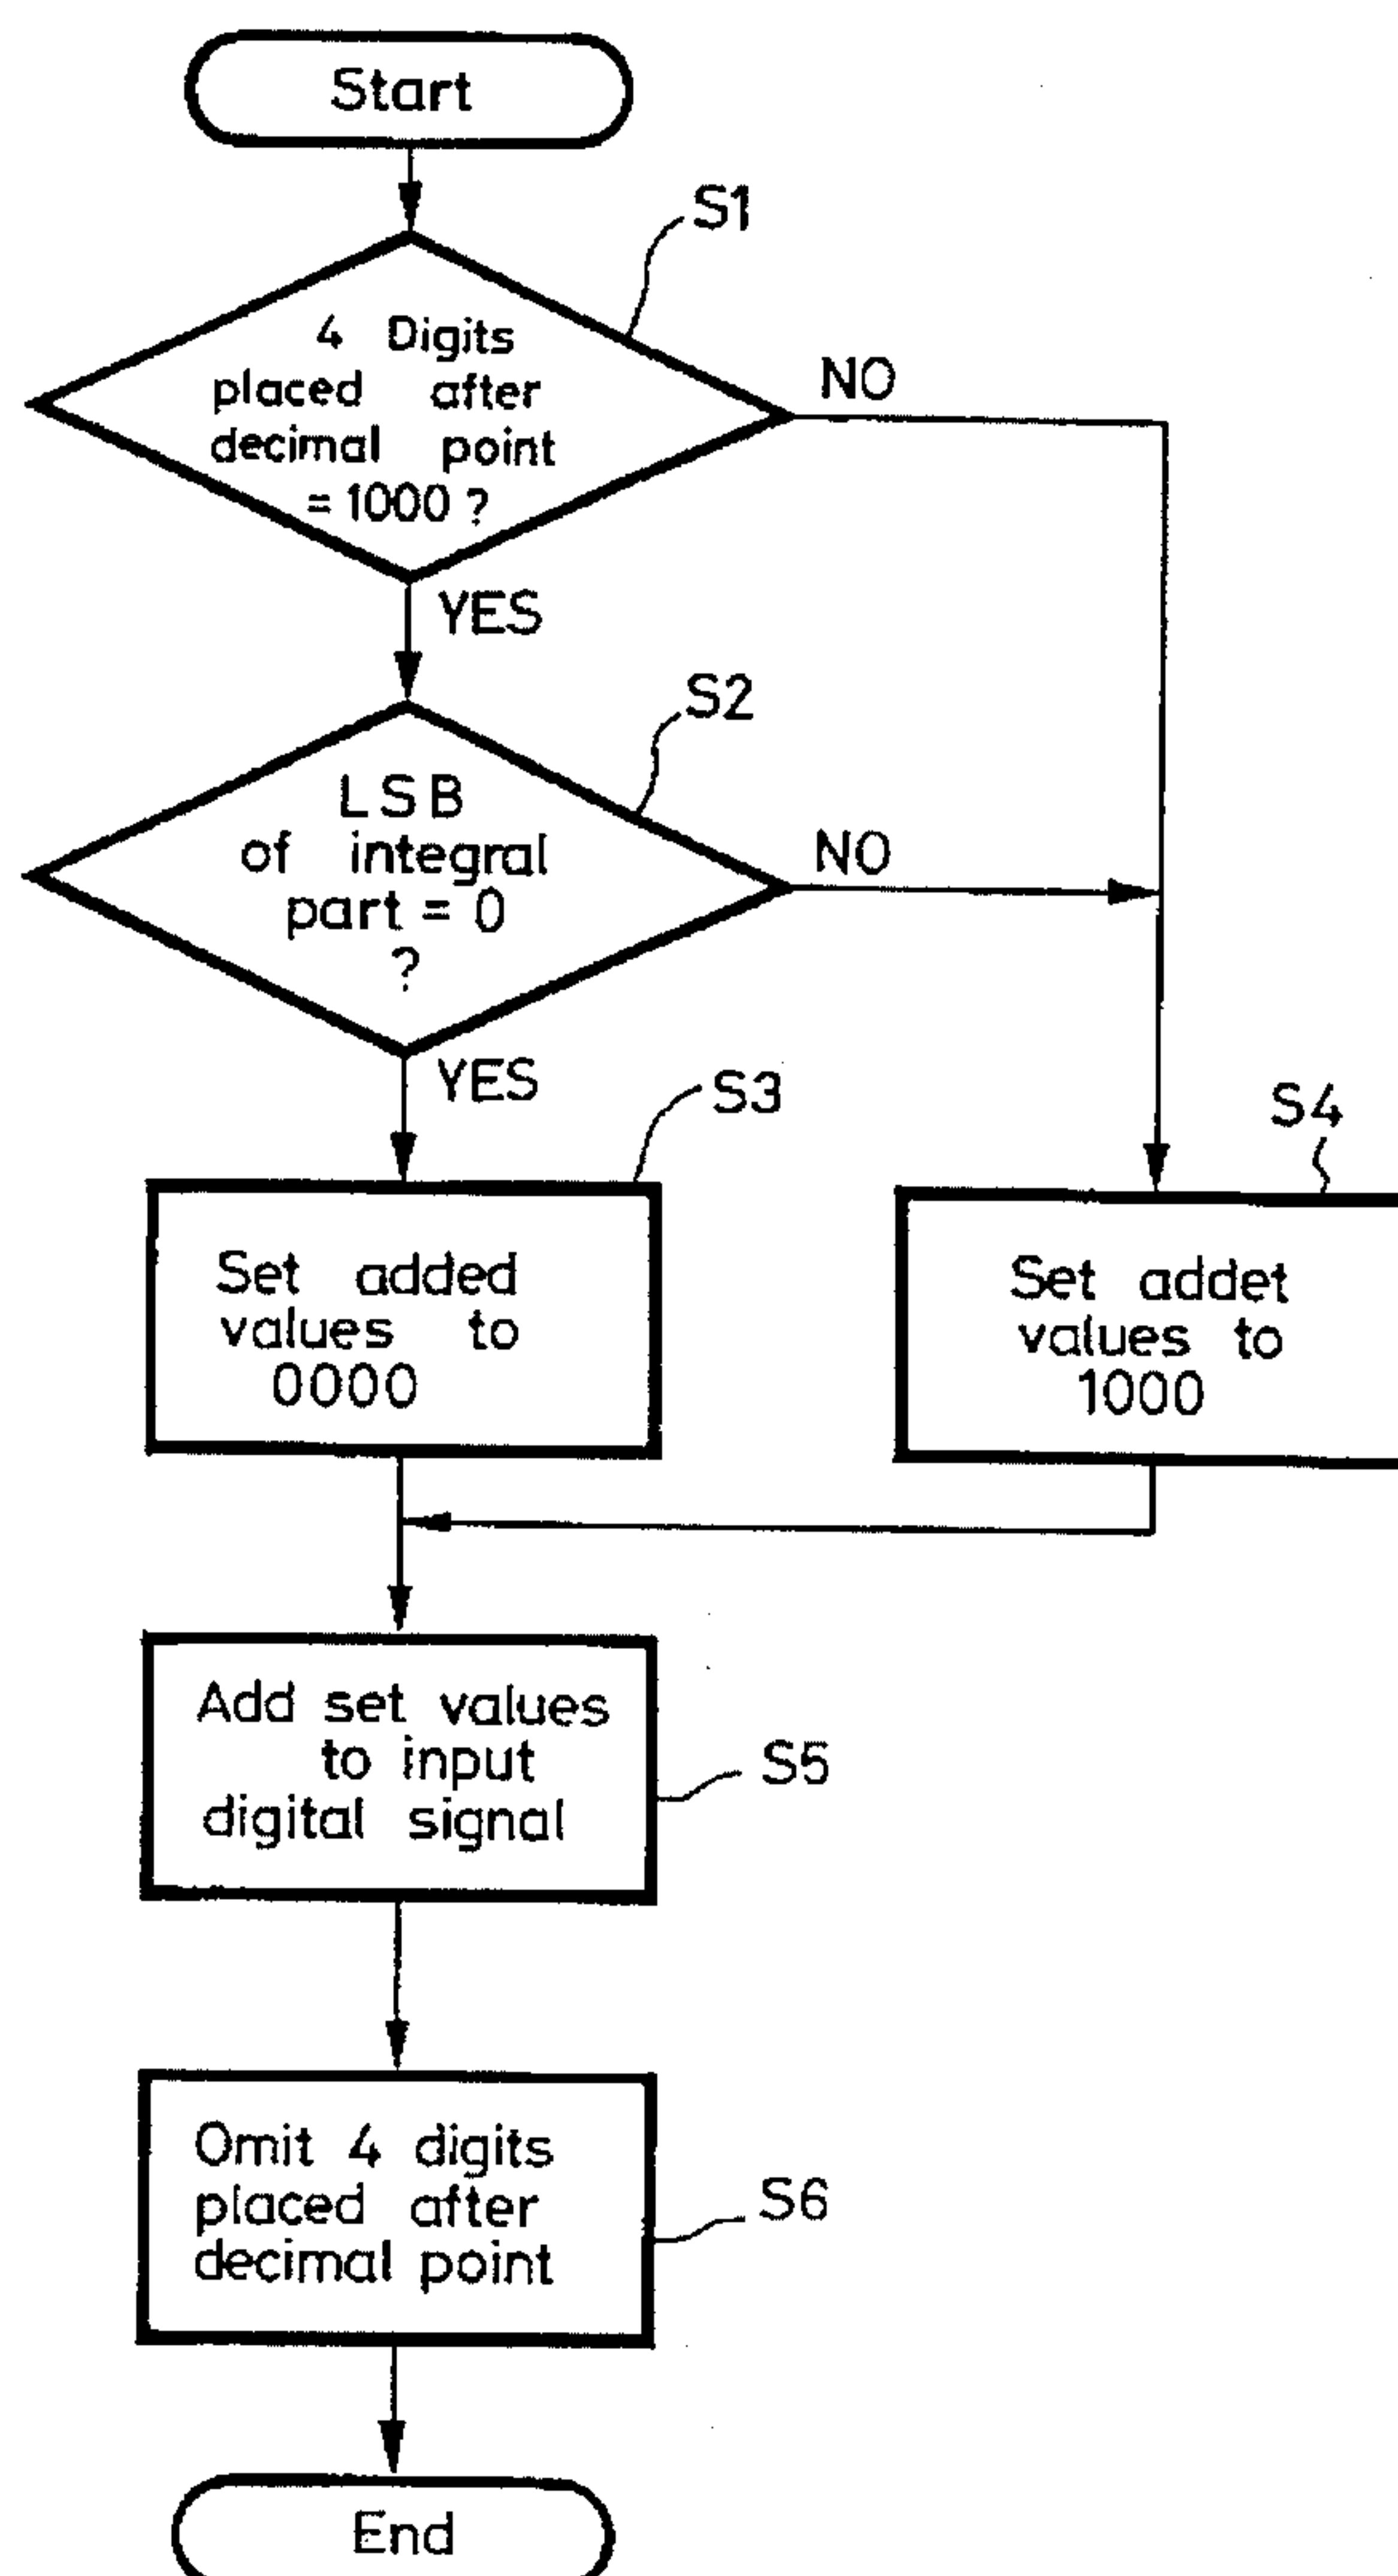 Start
S1
4 Digits
placed after
decimal point
= 1000 ?
NO
YES
S2
LSB
of integral
part = 0
?
NO
YES
S3
Set added
values to
0000
S4
Set addet
values to
1000
Add set values
to input
digital signal
S5
Omit 4 digits
placed after
decimal point
S6
End